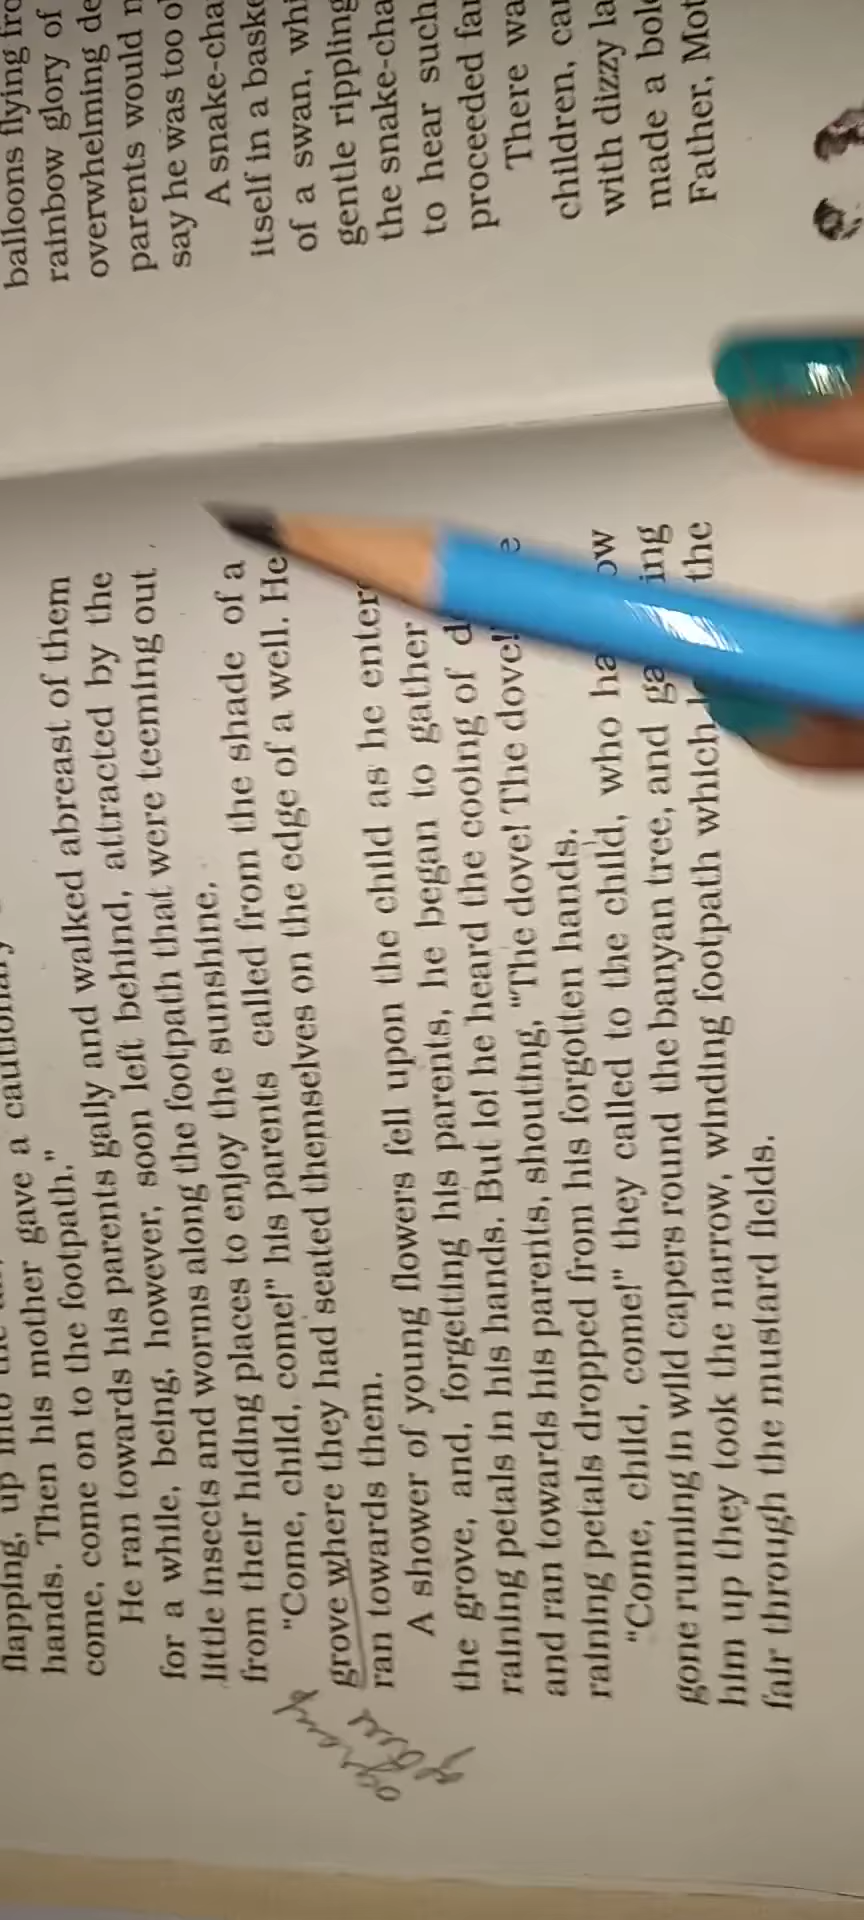 flapping, up into the
hands. Then his mother gave a cautionary
come, come on to the footpath."
He ran towards his parents gaily and walked abreast of them
for a while, being, however, soon left behind, attracted by the
little insects and worms along the footpath that were teeming out
from their hiding places to enjoy the sunshine.
"Come, child, come!" his parents called from the shade of a
grove where they had seated themselves on the edge of a well. He
ran towards them.
A shower of young flowers fell upon the child as he enter
the grove, and, forgetting his parents, he began to gather
raining petals in his hands. But lo! he heard the cooing of
and ran towards his parents, shouting, "The dove! The dove!
raining petals dropped from his forgotten hands.
"Come, child, come!" they called to the child, who ha
gone running in wild capers round the banyan tree, and
him up they took the narrow, winding footpath which the
fair through the mustard fields.
balloons flying fro
rainbow glory of
overwhelming de
parents would n
say he was too o
A snake-cha
itself in a baske
of a swan, whi
gentle rippling
the snake-cha
to hear such
proceeded far
There wa
children, car
with dizzy la
made a bol
Father, Mot